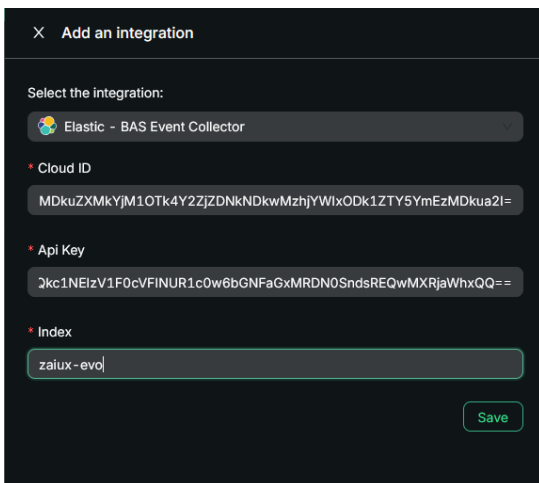 Add an integration
Select the integration:
Elastic - BAS Event Collector
* Cloud ID
MDkuZXMkYjM1OTk4Y2ZjZDNkNDkwMzhjYWIxODk1ZTY5YmEzMDkua2I=
* Api Key
* Index
zaiux-evo
Save